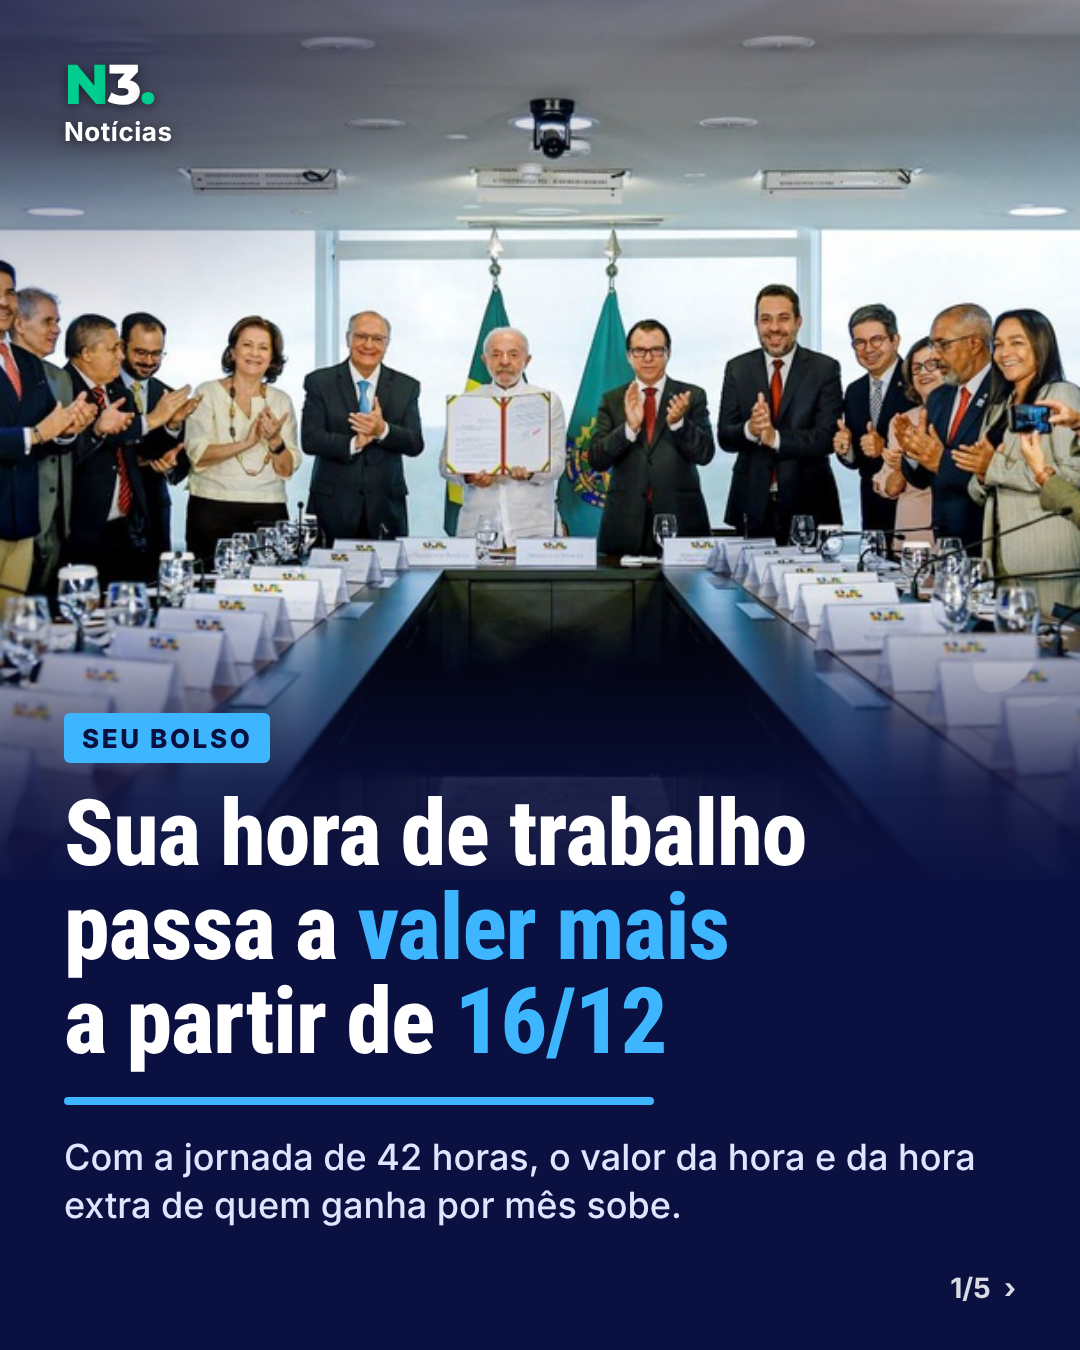 N3.
Notícias
SEU BOLSO
Sua hora de trabalho
passa a valer mais
a partir de 16/12
Com a jornada de 42 horas, o valor da hora e da hora
extra de quem ganha por mês sobe.
1/5 ›